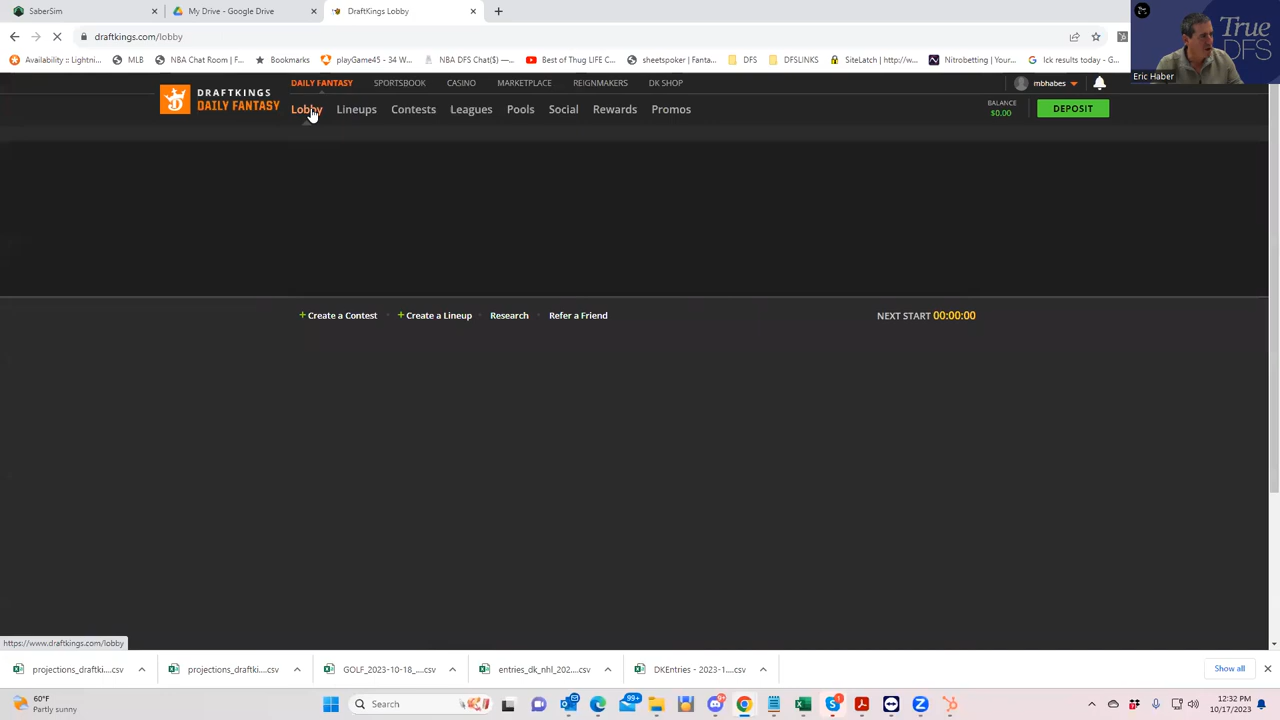 SaberSim
My Drive - Google Drive
DraftKings Lobby
draftkings.com/lobby
Availability :: Lightni...
MLB
NBA Chat Room | F...
Bookmarks
playGame45 - 34 W...
NBA DFS Chat($) —...
Best of Thug LIFE C...
sheetspoker | Fanta...
DFS
DFSLINKS
SiteLatch | http://w...
Nitrobetting | Your...
lck results today - G...
True
DFS
Eric Haber
DRAFTKINGS
DAILY FANTASY
DAILY FANTASY
SPORTSBOOK
CASINO
MARKETPLACE
REIGNMAKERS
DK SHOP
mbhabes
Lobby
Lineups
Contests
Leagues
Pools
Social
Rewards
Promos
BALANCE
$0.00
DEPOSIT
+ Create a Contest
+ Create a Lineup
Research
Refer a Friend
NEXT START 00:00:00
https://www.draftkings.com/lobby
projections_draftki....csv
projections_draftki....csv
GOLF_2023-10-18_....csv
entries_dk_nhl_202....csv
DKEntries - 2023-1....csv
Show all
60°F
Partly sunny
Search
99+
12:32 PM
10/17/2023